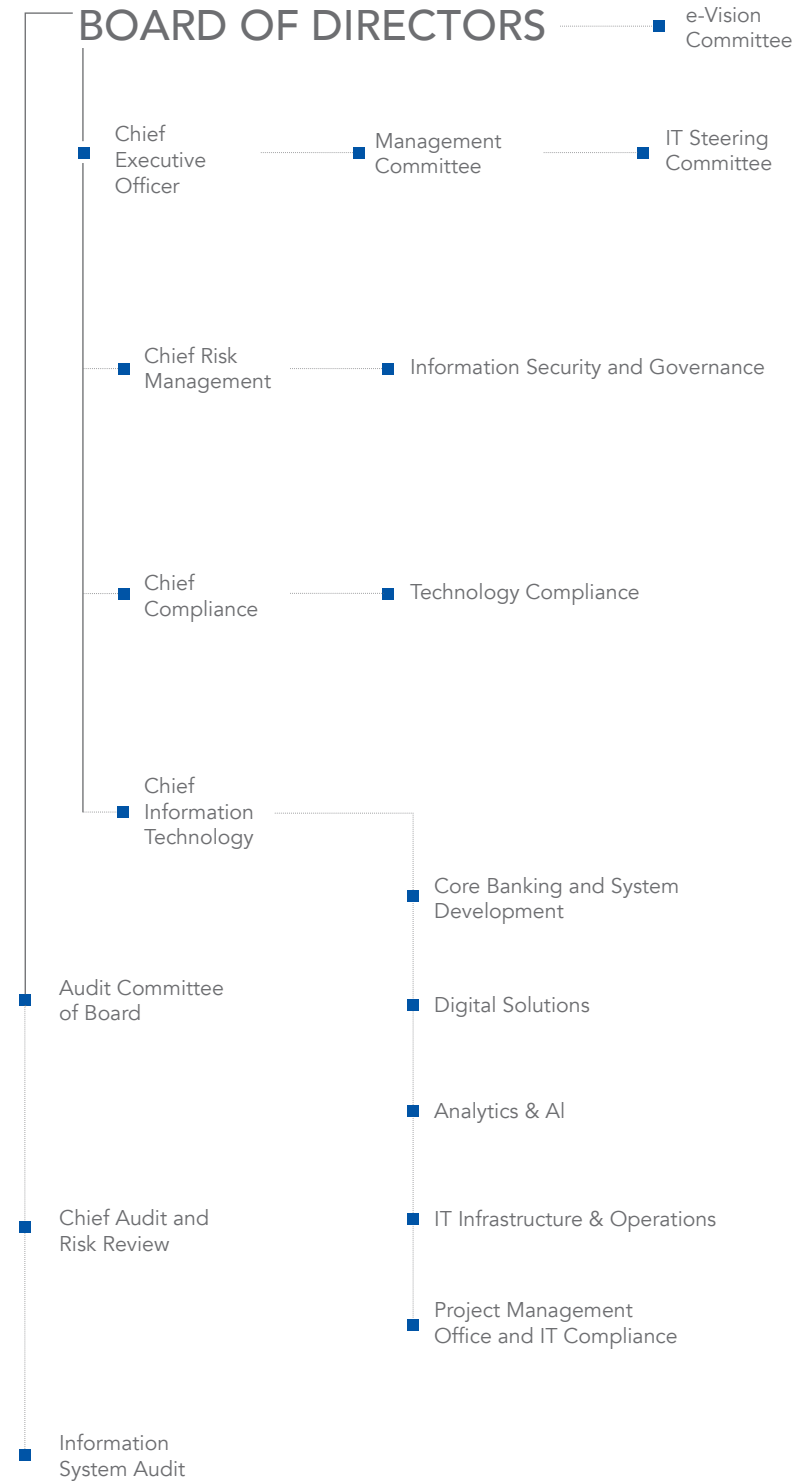 BOARD OF DIRECTORS
e-Vision
Committee
Chief
Executive
Officer
Management
Committee
IT Steering
Committee
Chief Risk
Management
Information Security and Governance
Chief
Compliance
Technology Compliance
Chief
Information
Technology
Core Banking and System
Development
Audit Committee
of Board
Digital Solutions
Analytics & AI
Chief Audit and
Risk Review
IT Infrastructure & Operations
Project Management
Office and IT Compliance
Information
System Audit